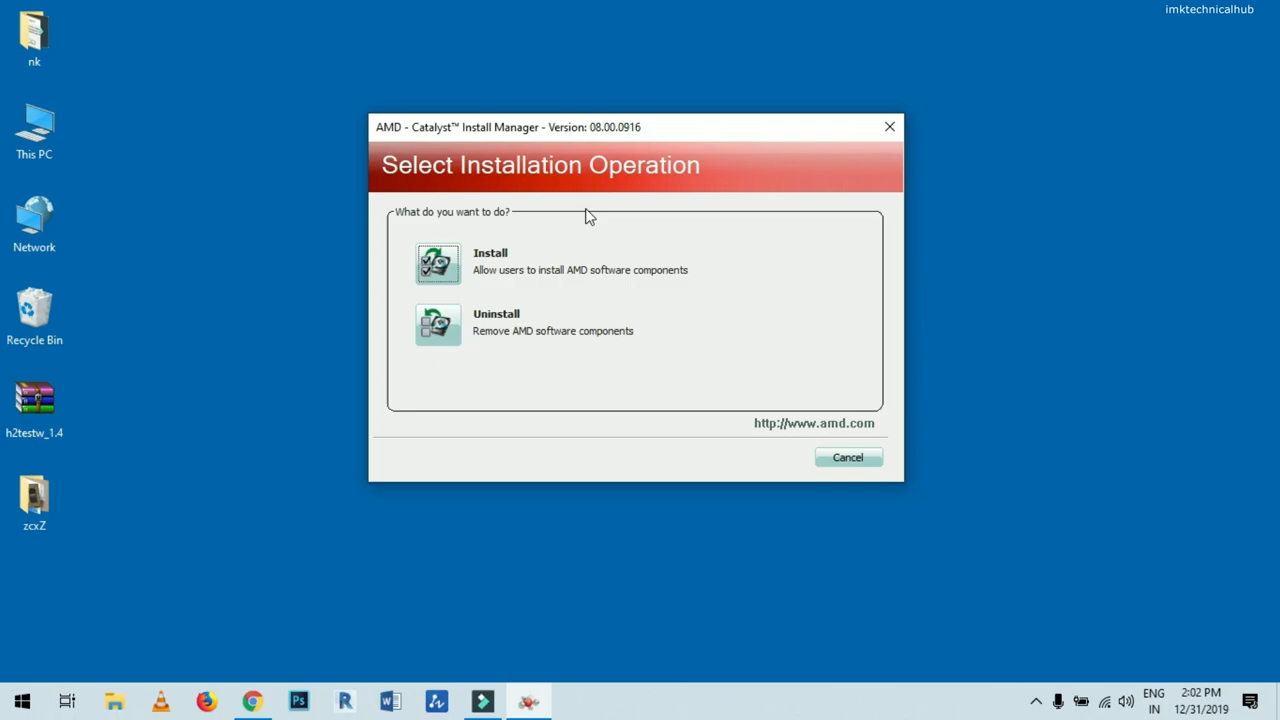 imktechnicalhub
nk
This PC
Network
Recycle Bin
h2testw_1.4
zcxZ
AMD - Catalyst™ Install Manager - Version: 08.00.0916
Select Installation Operation
What do you want to do?
Install
Allow users to install AMD software components
Uninstall
Remove AMD software components
http://www.amd.com
Cancel
Ps
R
W
ENG
IN
2:02 PM
12/31/2019